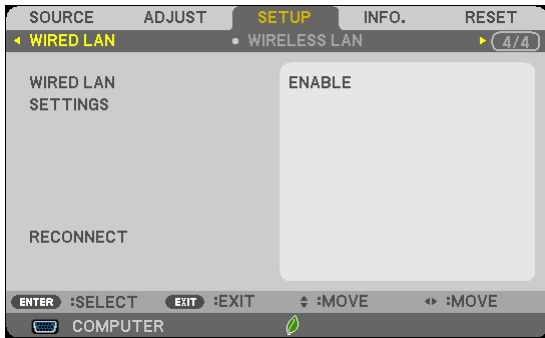 SOURCE ADJUST SETUP INFO. RESET
WIRED LAN • WIRELESS LAN 4/4
WIRED LAN ENABLE
SETTINGS
RECONNECT
ENTER :SELECT EXIT :EXIT :MOVE :MOVE
COMPUTER